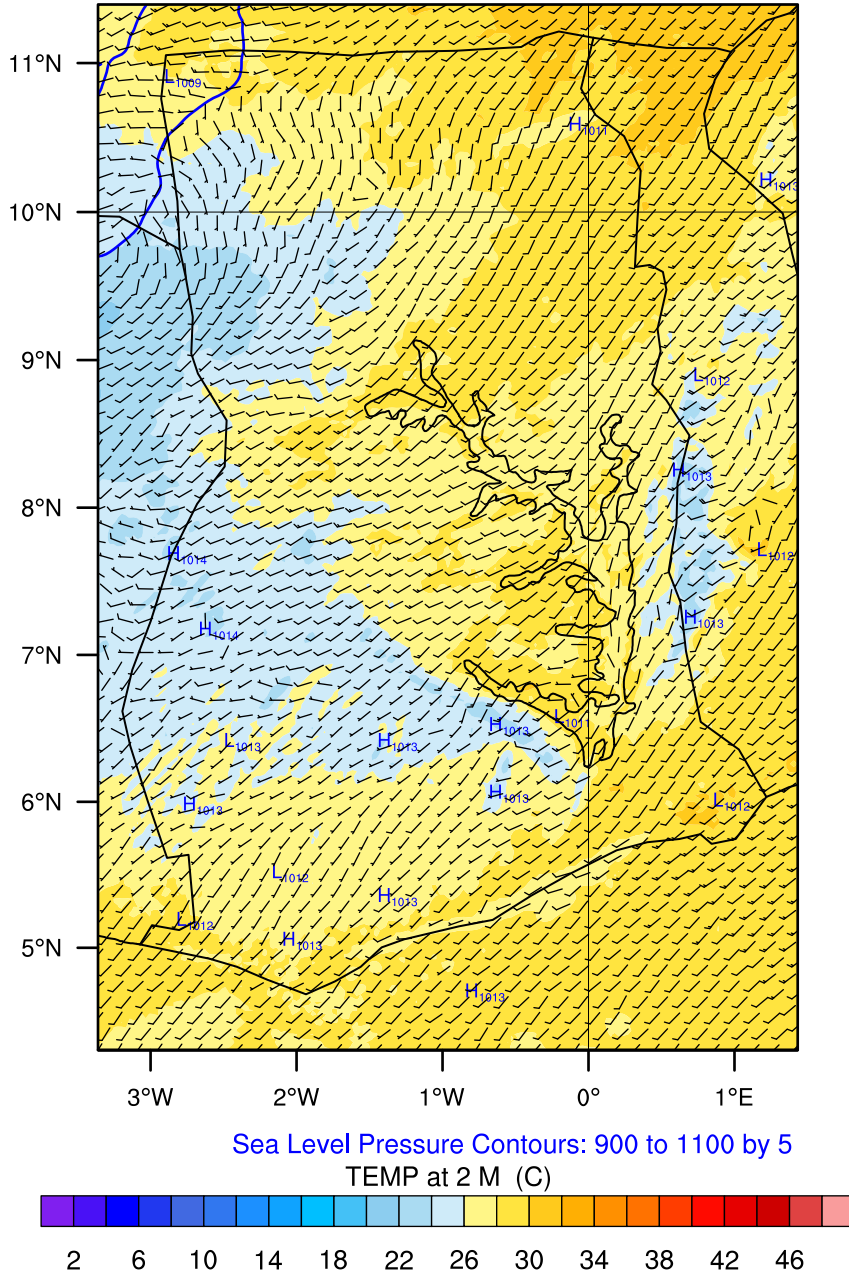 11°N
L1009
H1011
H1013
10°N
9°N
L1012
H1013
8°N
H1014
L1012
H1014
H1013
7°N
L1011
H1013
L1013
H1013
H1013
6°N
H1013
L1012
L1012
H1013
L1012
H1013
5°N
H1013
3°W 2°W 1°W 0° 1°E
Sea Level Pressure Contours: 900 to 1100 by 5
TEMP at 2 M (C)
2 6 10 14 18 22 26 30 34 38 42 46